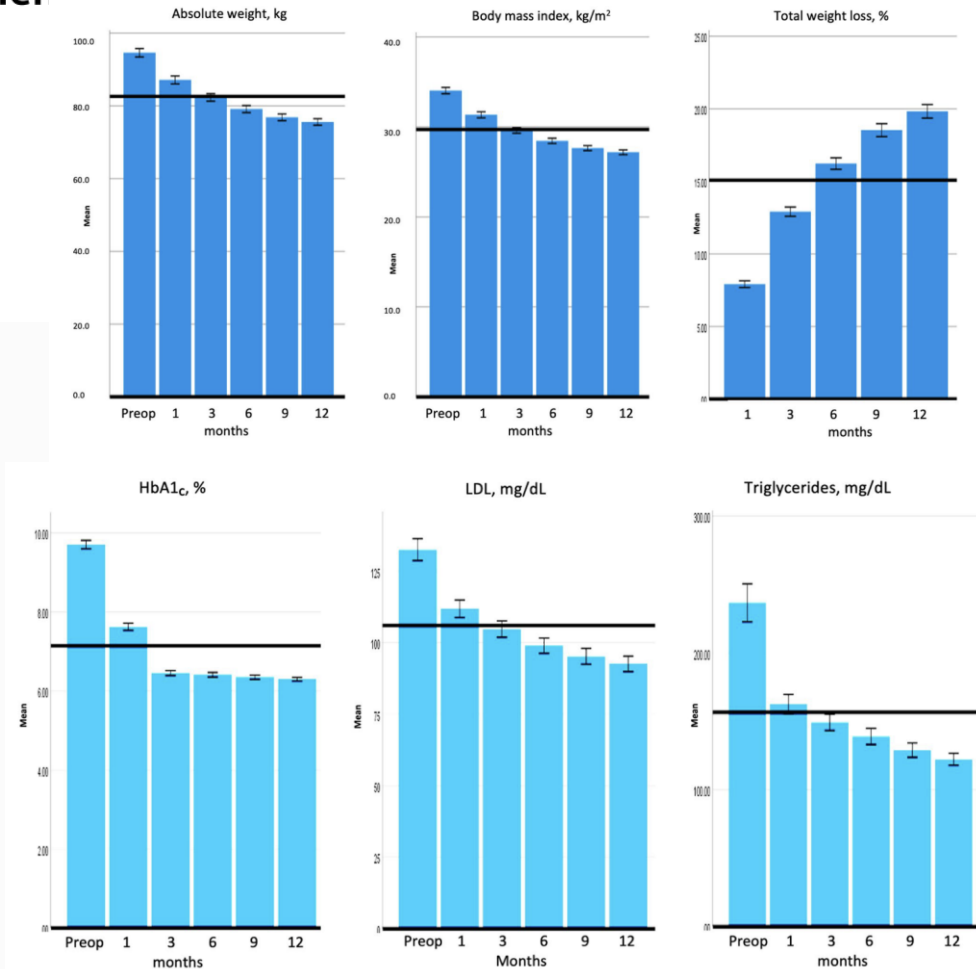 Absolute weight, kg
100.0
80.0
60.0
40.0
20.0
0.0
Mean
Preop 1 3 6 9 12
months
Body mass index, kg/m²
40.0
30.0
20.0
10.0
0.0
Mean
Preop 1 3 6 9 12
months
Total weight loss, %
25.00
20.00
15.00
10.00
5.00
.00
Mean
1 3 6 9 12
months
HbA1c, %
10.00
8.00
6.00
4.00
2.00
.00
Mean
Preop 1 3 6 9 12
months
LDL, mg/dL
125
100
75
50
25
0
Mean
Preop 1 3 6 9 12
Months
Triglycerides, mg/dL
300.00
200.00
100.00
.00
Mean
Preop 1 3 6 9 12
months